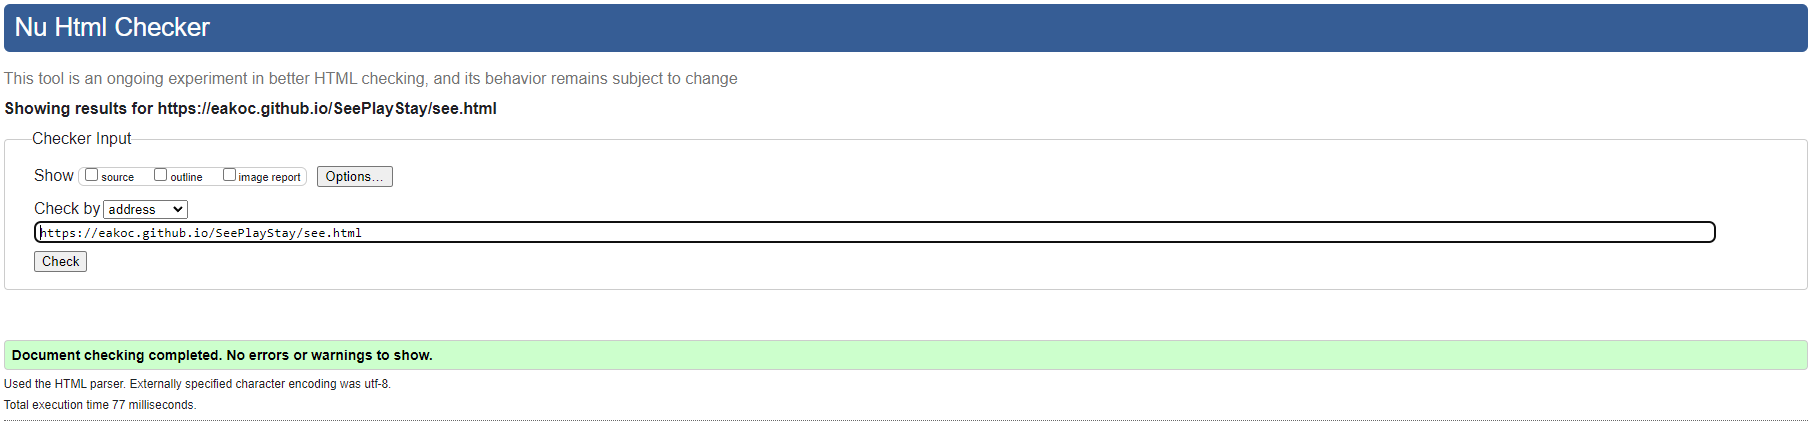 Nu Html Checker
This tool is an ongoing experiment in better HTML checking, and its behavior remains subject to change
Showing results for https://eakoc.github.io/SeePlayStay/see.html
Checker Input
Show source outline image report Options...
Check by address
https://eakoc.github.io/SeePlayStay/see.html
Check
Document checking completed. No errors or warnings to show.
Used the HTML parser. Externally specified character encoding was utf-8.
Total execution time 77 milliseconds.